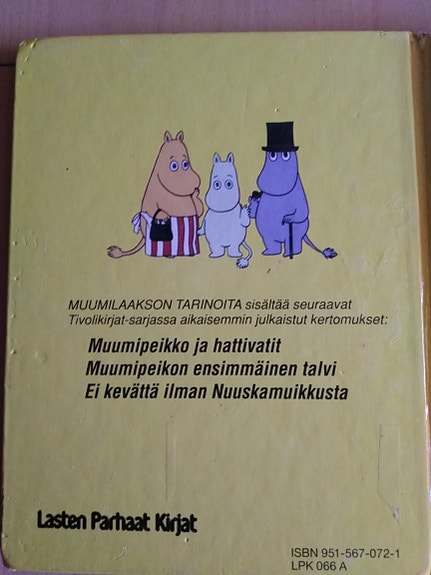 MUUMILAAKSON TARINOITA sisältää seuraavat
Tivolikirjat-sarjassa aikaisemmin julkaistut kertomukset:
Muumipeikko ja hattivatit
Muumipeikon ensimmäinen talvi
Ei kevättä ilman Nuuskamuikkusta
Lasten Parhaat Kirjat
ISBN 951-567-072-1
LPK 066 A